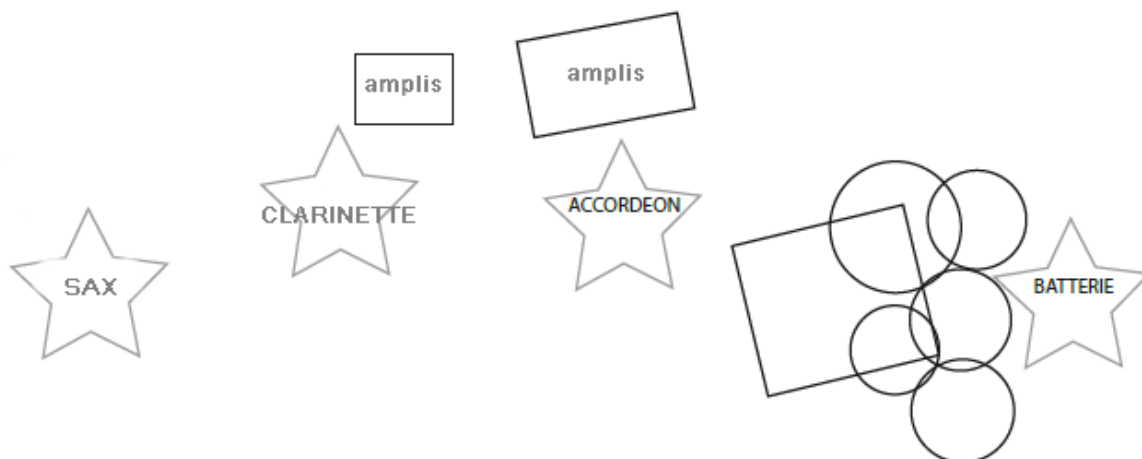 amplis
amplis
CLARINETTE
ACCORDEON
SAX
BATTERIE